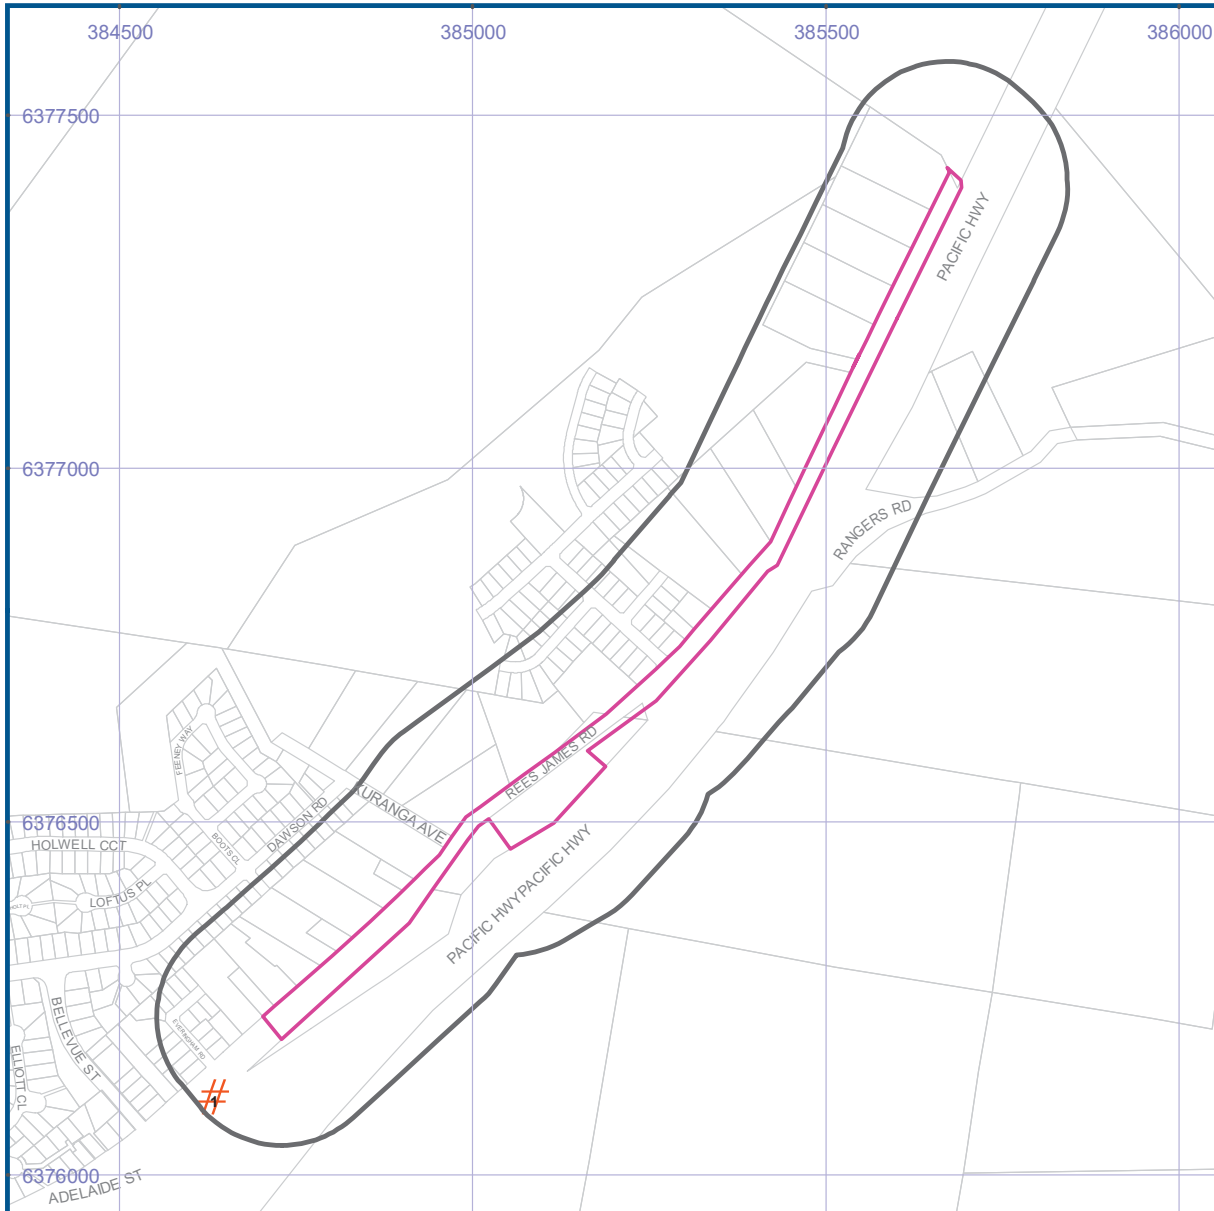 384500
385000
385500
386000
6377500
PACIFIC HWY
6377000
RANGERS RD
FEENEY WAY
REES JAMES RD
KURANGA AVE
DAWSON RD
6376500
HOLWELL CCT
BOOTS CL
PACIFIC HWY
LOFTUS PL
PACIFIC HWY
BELLEVUE ST
EVERINGHAM RD
ELLIOTT CL
#
1
6376000
ADELAIDE ST